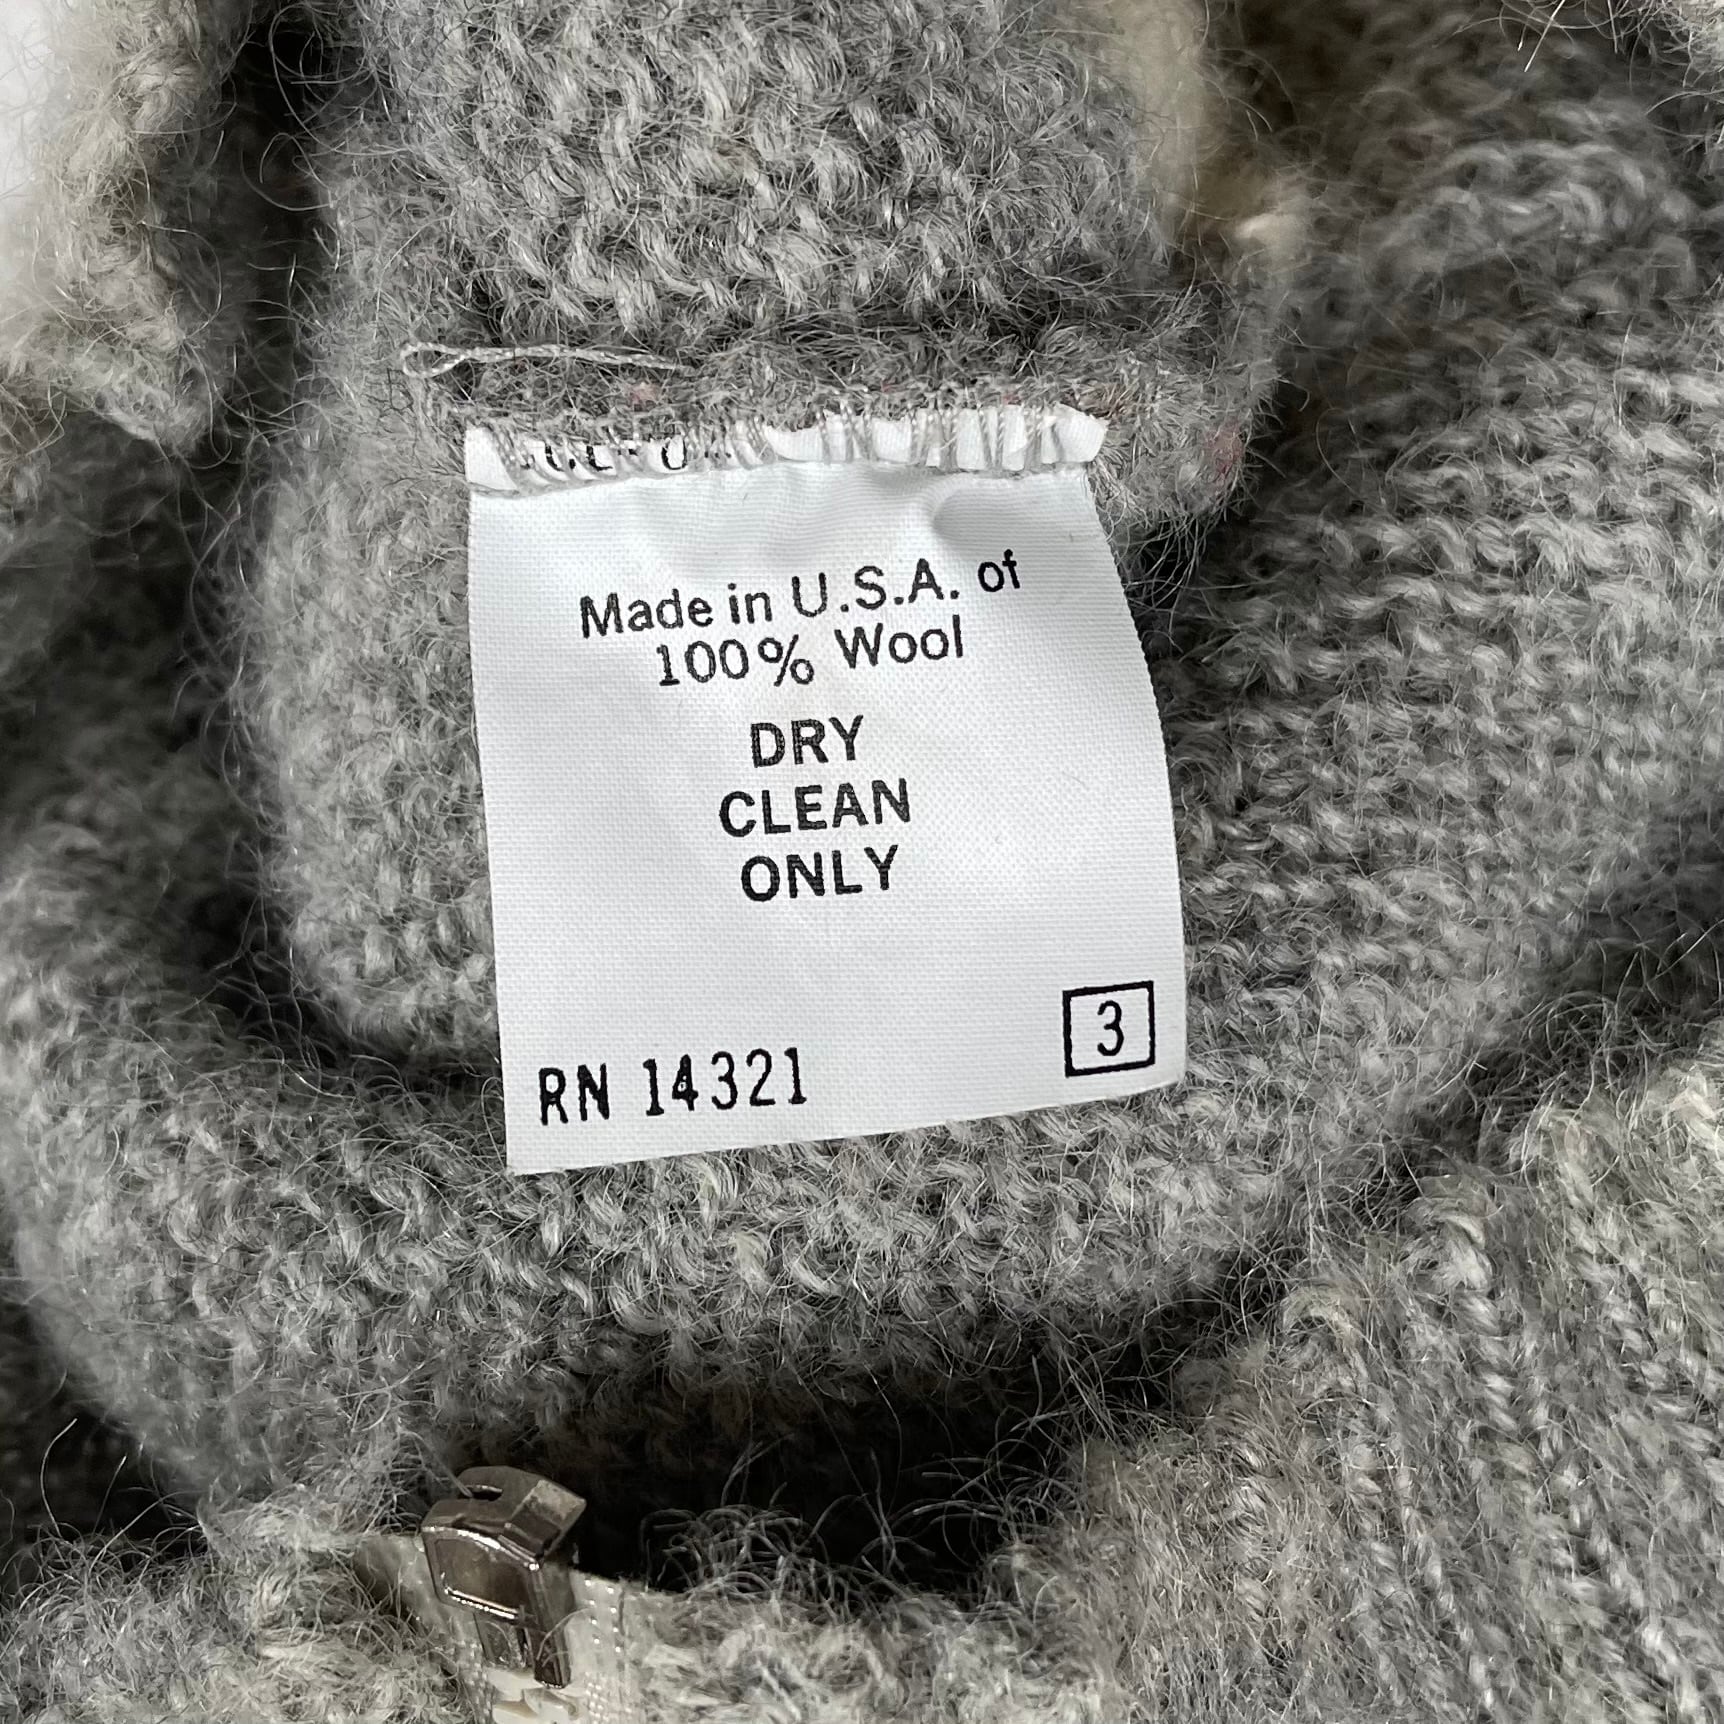 Made in U.S.A. of
100% Wool
DRY
CLEAN
ONLY
3
RN 14321